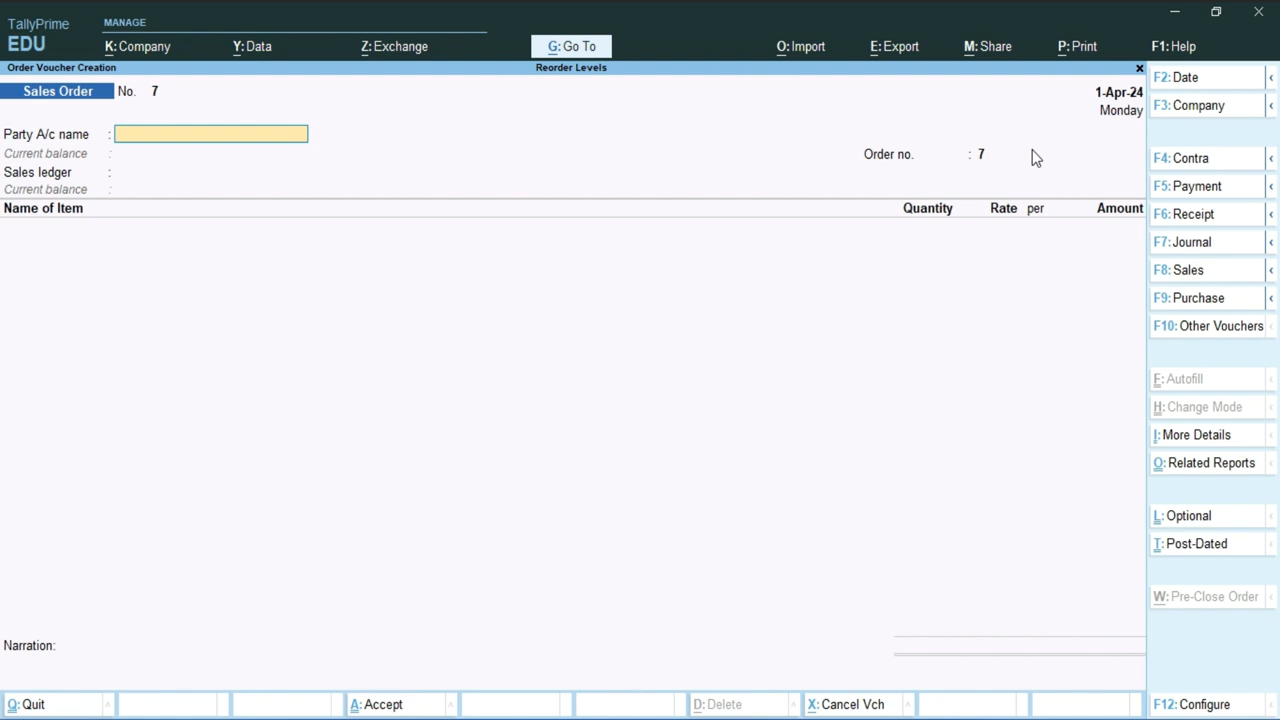 TallyPrime
EDU
MANAGE
K:Company Y:Data Z:Exchange G:Go To O:Import E:Export M:Share P:Print F1:Help
Order Voucher Creation Reorder Levels
Sales Order No. 7 1-Apr-24
Monday
Party A/c name :
Current balance :
Order no. : 7
Sales ledger :
Current balance :
Name of Item Quantity Rate per Amount
Narration:
F2:Date
F3:Company
F4:Contra
F5:Payment
F6:Receipt
F7:Journal
F8:Sales
F9:Purchase
F10:Other Vouchers
F:Autofill
H:Change Mode
I:More Details
O:Related Reports
L:Optional
T:Post-Dated
W:Pre-Close Order
Q:Quit A:Accept D:Delete X:Cancel Vch F12:Configure